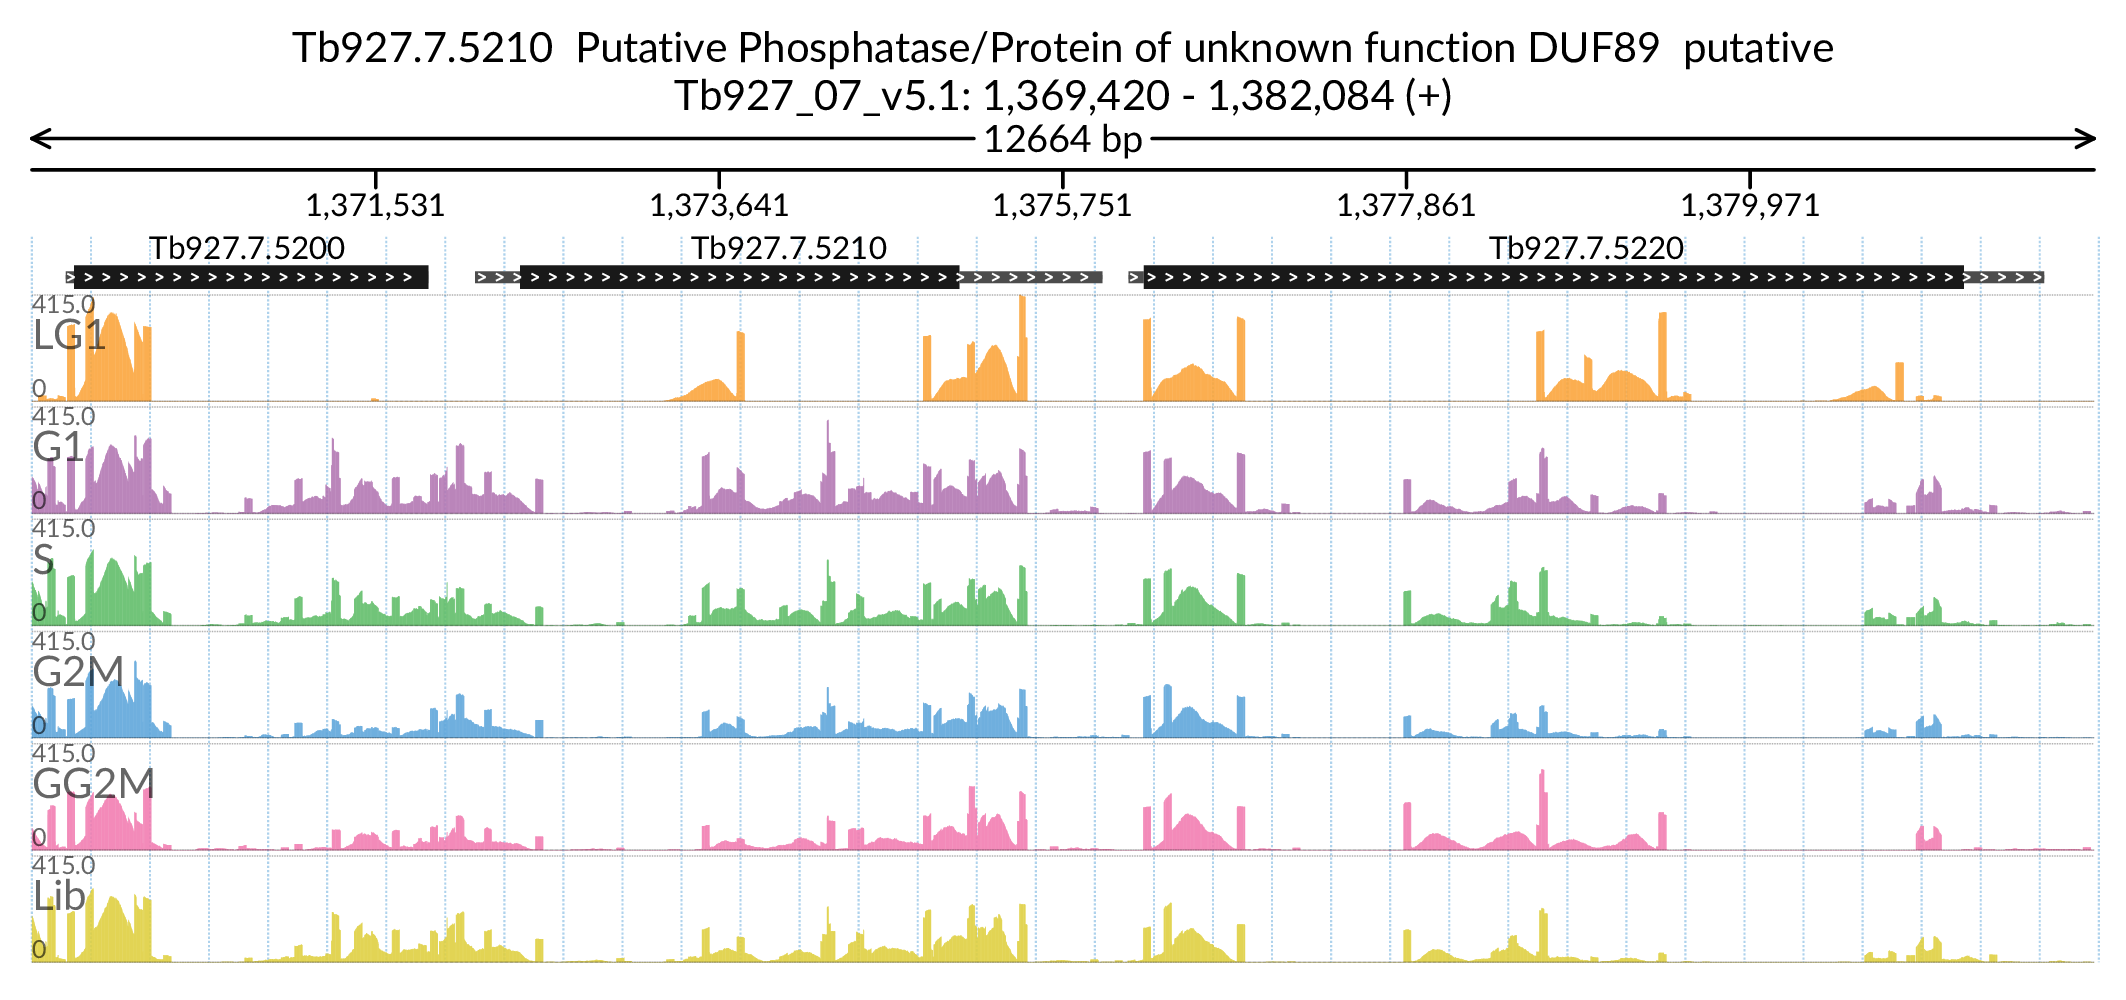 Tb927.7.5210  Putative Phosphatase/Protein of unknown function DUF89  putative
Tb927_07_v5.1: 1,369,420 - 1,382,084 (+)
12664 bp
1,371,531 1,373,641 1,375,751 1,377,861 1,379,971
Tb927.7.5200 Tb927.7.5210 Tb927.7.5220
415.0
LG1
0
415.0
G1
0
415.0
S
0
415.0
G2M
0
415.0
GG2M
0
415.0
Lib
0